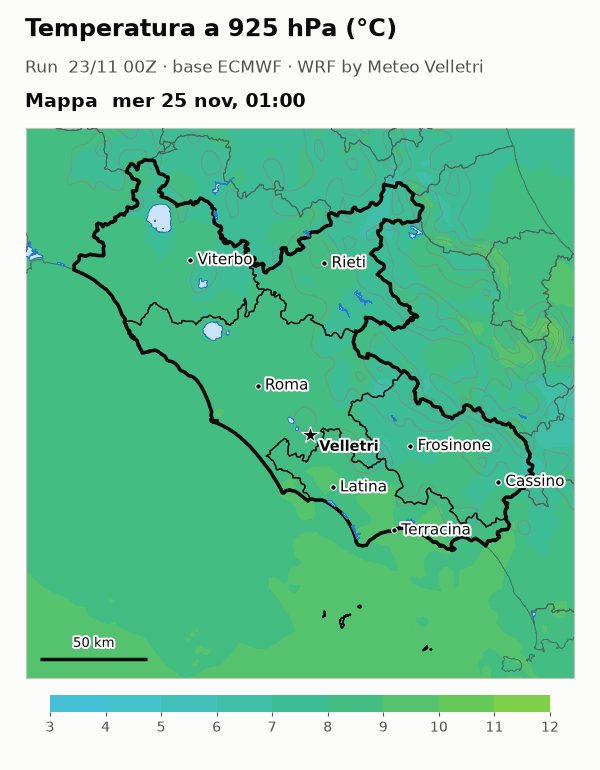 Temperatura a 925 hPa (°C)
Run 23/11 00Z · base ECMWF · WRF by Meteo Velletri
Mappa mer 25 nov, 01:00
Viterbo
Rieti
Roma
Velletri
Frosinone
Latina
Cassino
Terracina
50 km
3 4 5 6 7 8 9 10 11 12